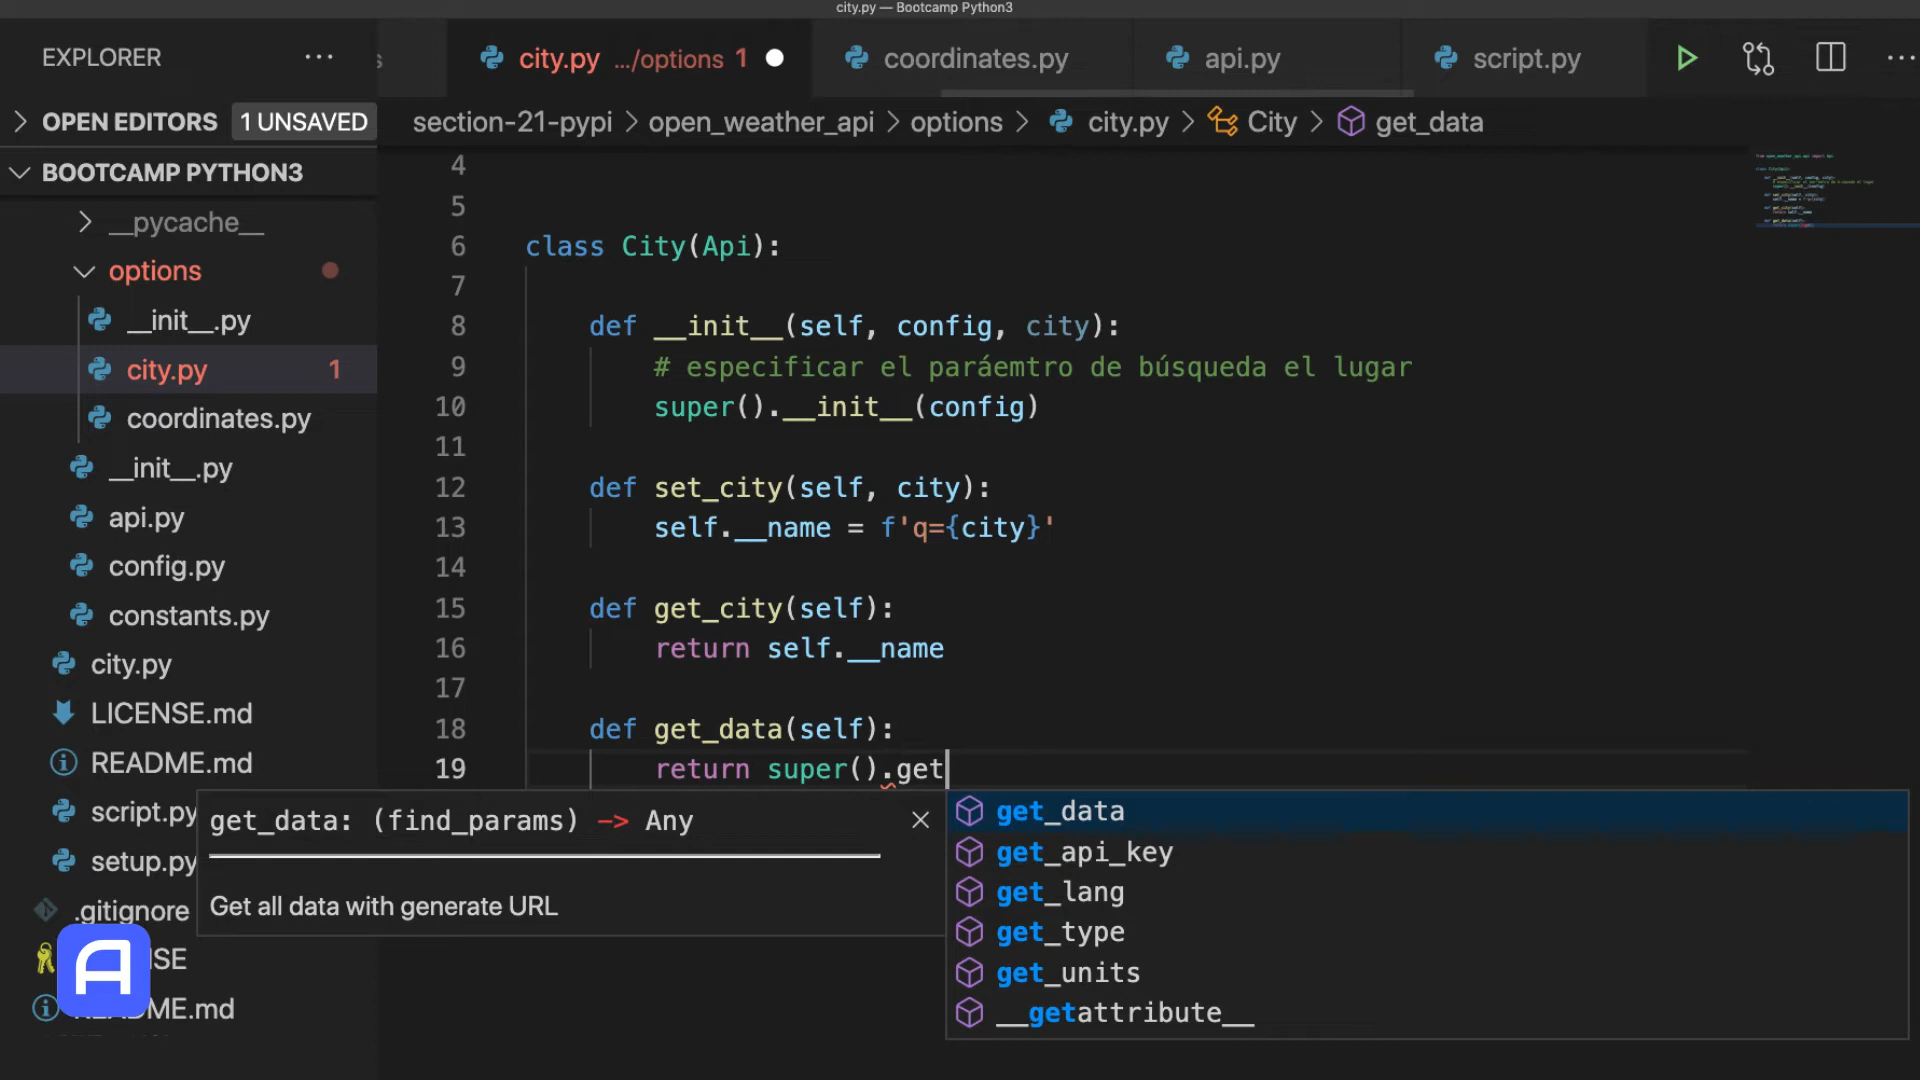 city.py — Bootcamp Python3
EXPLORER ...
s
city.py .../options 1
coordinates.py
api.py
script.py
OPEN EDITORS 1 UNSAVED
section-21-pypi > open_weather_api > options > city.py > City > get_data
BOOTCAMP PYTHON3
__pycache__
options
__init__.py
city.py 1
coordinates.py
__init__.py
api.py
config.py
constants.py
city.py
LICENSE.md
README.md
script.py
setup.py
.gitignore
4
5
6 class City(Api):
7
8 def __init__(self, config, city):
9 # especificar el paráemtro de búsqueda el lugar
10 super().__init__(config)
11
12 def set_city(self, city):
13 self.__name = f'q={city}'
14
15 def get_city(self):
16 return self.__name
17
18 def get_data(self):
19 return super().get
get_data: (find_params) -> Any
Get all data with generate URL
get_data
get_api_key
get_lang
get_type
get_units
__getattribute__
A